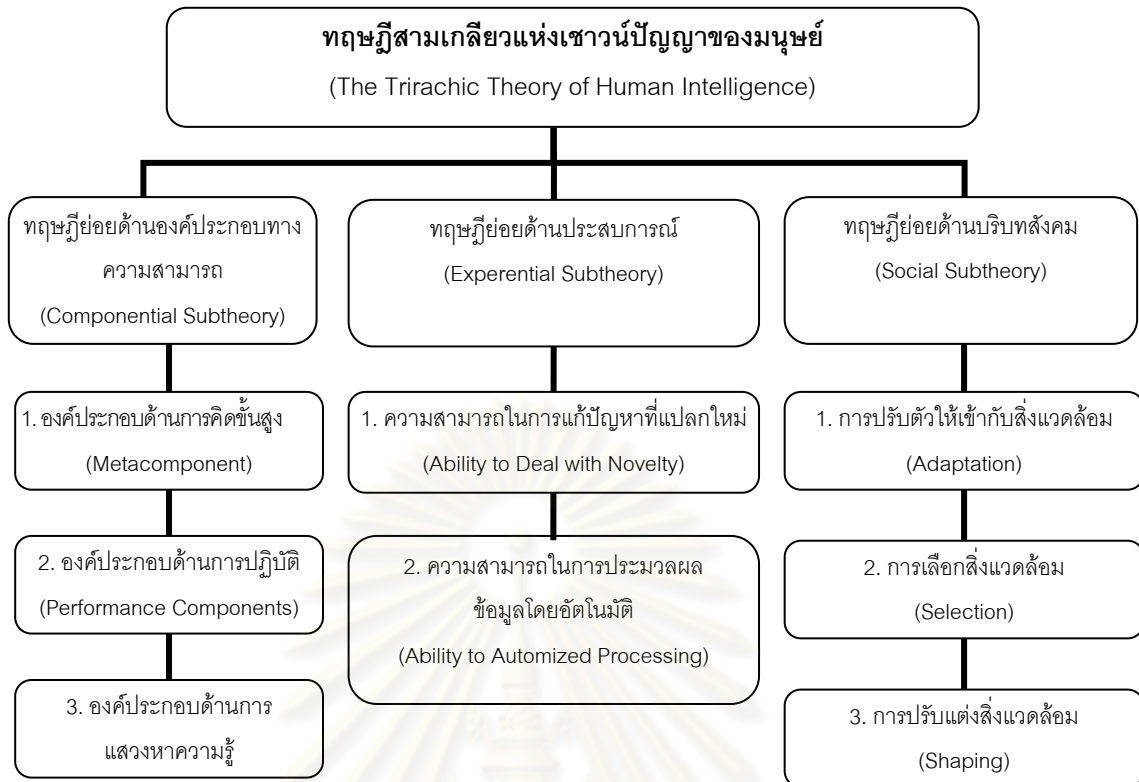 ทฤษฎีสามเกลียวแห่งเชาวน์ปัญญาของมนุษย์
(The Trirachic Theory of Human Intelligence)
ทฤษฎีย่อยด้านองค์ประกอบทาง
ความสามารถ
(Componential Subtheory)
1. องค์ประกอบด้านการคิดขั้นสูง
(Metacomponent)
2. องค์ประกอบด้านการปฏิบัติ
(Performance Components)
3. องค์ประกอบด้านการ
แสวงหาความรู้
ทฤษฎีย่อยด้านประสบการณ์
(Experential Subtheory)
1. ความสามารถในการแก้ปัญหาที่แปลกใหม่
(Ability to Deal with Novelty)
2. ความสามารถในการประมวลผล
ข้อมูลโดยอัตโนมัติ
(Ability to Automized Processing)
ทฤษฎีย่อยด้านบริบทสังคม
(Social Subtheory)
1. การปรับตัวให้เข้ากับสิ่งแวดล้อม
(Adaptation)
2. การเลือกสิ่งแวดล้อม
(Selection)
3. การปรับแต่งสิ่งแวดล้อม
(Shaping)